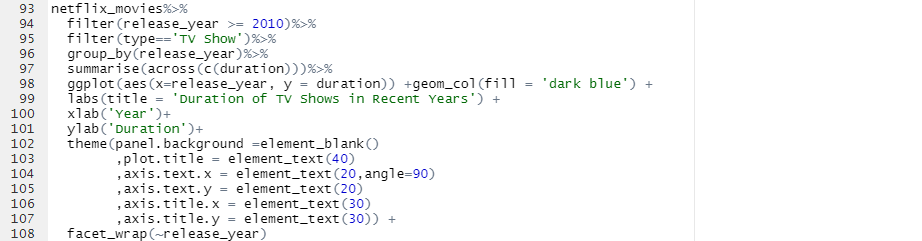 93 netflix_movies%>%
94   filter(release_year >= 2010)%>%
95   filter(type=='TV Show')%>%
96   group_by(release_year)%>%
97   summarise(across(c(duration)))%>%
98   ggplot(aes(x=release_year, y = duration)) +geom_col(fill = 'dark blue') +
99   labs(title = 'Duration of TV Shows in Recent Years') +
100   xlab('Year')+
101   ylab('Duration')+
102   theme(panel.background =element_blank()
103         ,plot.title = element_text(40)
104         ,axis.text.x = element_text(20,angle=90)
105         ,axis.text.y = element_text(20)
106         ,axis.title.x = element_text(30)
107         ,axis.title.y = element_text(30)) +
108   facet_wrap(~release_year)